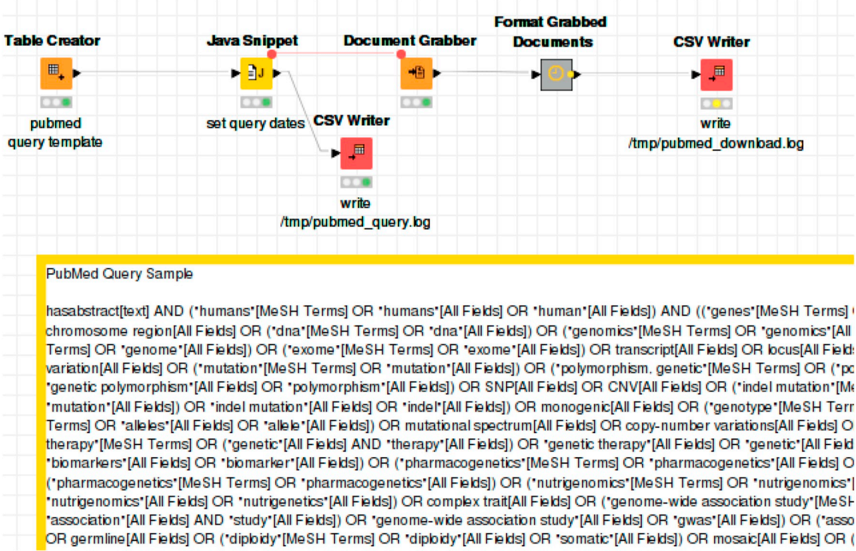 Table Creator
Java Snippet
Document Grabber
Format Grabbed
Documents
CSV Writer
pubmed
query template
set query dates
CSV Writer
write
/tmp/pubmed_download.log
write
/tmp/pubmed_query.log
PubMed Query Sample
hasabstract[text] AND ("humans"[MeSH Terms] OR "humans"[All Fields] OR "human"[All Fields]) AND (("genes"[MeSH Terms]
chromosome region[All Fields] OR ("dna"[MeSH Terms] OR "dna"[All Fields]) OR ("genomics"[MeSH Terms] OR "genomics"[All
Terms] OR "genome"[All Fields]) OR ("exome"[MeSH Terms] OR "exome"[All Fields]) OR transcript[All Fields] OR locus[All Fields
variation[All Fields] OR ("mutation"[MeSH Terms] OR "mutation"[All Fields]) OR ("polymorphism, genetic"[MeSH Terms] OR ("po
"genetic polymorphism"[All Fields] OR "polymorphism"[All Fields]) OR SNP[All Fields] OR CNV[All Fields] OR ("indel mutation"[Me
"mutation"[All Fields]) OR "indel mutation"[All Fields] OR "indel"[All Fields]) OR monogenic[All Fields] OR ("genotype"[MeSH Terr
Terms] OR "alleles"[All Fields] OR "allele"[All Fields]) OR mutational spectrum[All Fields] OR copy-number variations[All Fields] O
therapy"[MeSH Terms] OR ("genetic"[All Fields] AND "therapy"[All Fields]) OR "genetic therapy"[All Fields] OR "genetic"[All Field
"biomarkers"[All Fields] OR "biomarker"[All Fields]) OR ("pharmacogenetics"[MeSH Terms] OR "pharmacogenetics"[All Fields] O
("pharmacogenetics"[MeSH Terms] OR "pharmacogenetics"[All Fields]) OR ("nutrigenomics"[MeSH Terms] OR "nutrigenomics"[
"nutrigenomics"[All Fields] OR "nutrigenetics"[All Fields]) OR complex trait[All Fields] OR ("genome-wide association study"[MeSH
"association"[All Fields] AND "study"[All Fields]) OR "genome-wide association study"[All Fields] OR "gwas"[All Fields]) OR ("asso
OR germline[All Fields] OR ("diploidy"[MeSH Terms] OR "diploidy"[All Fields] OR "somatic"[All Fields]) OR mosaic[All Fields] OR (